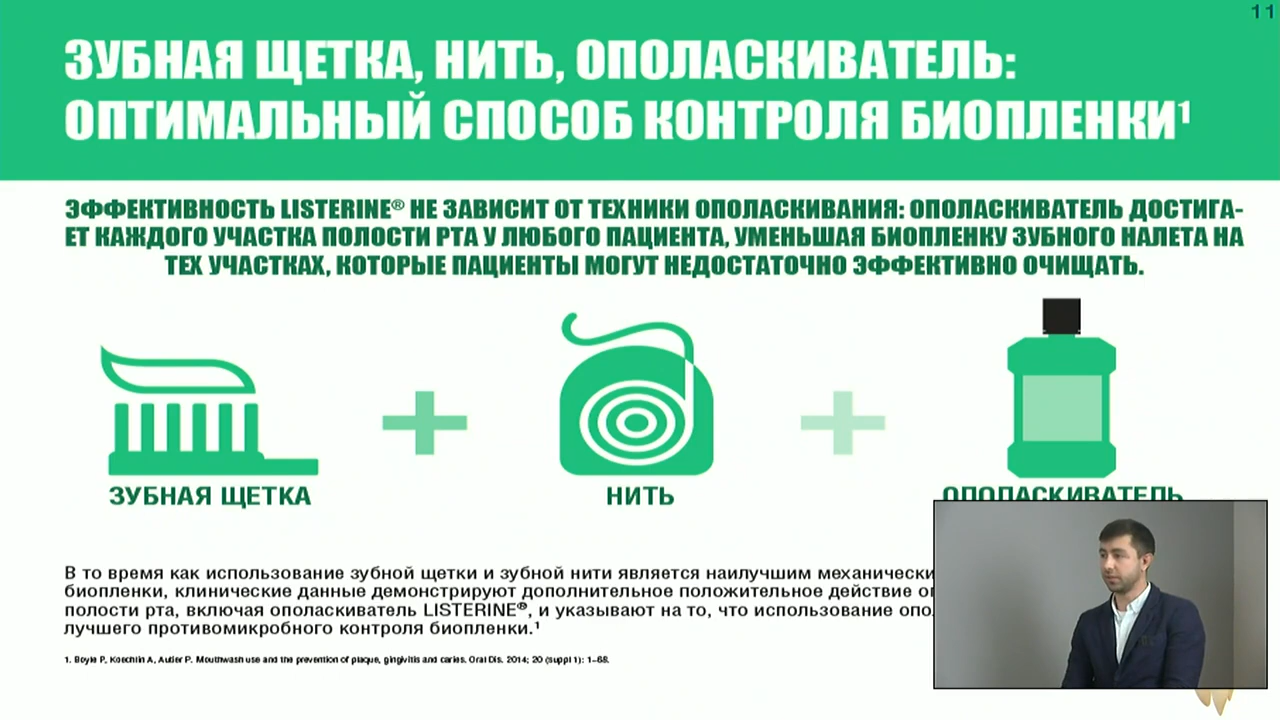 11
ЗУБНАЯ ЩЕТКА, НИТЬ, ОПОЛАСКИВАТЕЛЬ:
ОПТИМАЛЬНЫЙ СПОСОБ КОНТРОЛЯ БИОПЛЕНКИ¹
ЭФФЕКТИВНОСТЬ LISTERINE® НЕ ЗАВИСИТ ОТ ТЕХНИКИ ОПОЛАСКИВАНИЯ: ОПОЛАСКИВАТЕЛЬ ДОСТИГА-
ЕТ КАЖДОГО УЧАСТКА ПОЛОСТИ РТА У ЛЮБОГО ПАЦИЕНТА, УМЕНЬШАЯ БИОПЛЕНКУ ЗУБНОГО НАЛЕТА НА
ТЕХ УЧАСТКАХ, КОТОРЫЕ ПАЦИЕНТЫ МОГУТ НЕДОСТАТОЧНО ЭФФЕКТИВНО ОЧИЩАТЬ.
ЗУБНАЯ ЩЕТКА
НИТЬ
ОПОЛАСКИВАТЕЛЬ
В то время как использование зубной щетки и зубной нити является наилучшим механически
биопленки, клинические данные демонстрируют дополнительное положительное действие
полости рта, включая ополаскиватель LISTERINE®, и указывают на то, что использование
лучшего противомикробного контроля биопленки.¹
1. Boyle P, Koechlin A, Autier P. Mouthwash use and the prevention of plaque, gingivitis and caries. Oral Dis. 2014; 20 (suppl 1): 1–68.